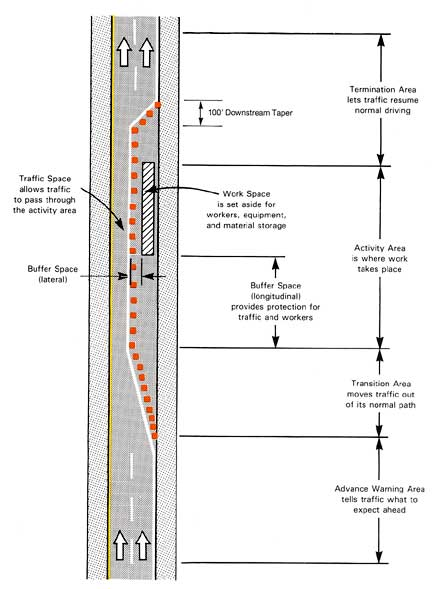 Termination Area
lets traffic resume
normal driving
100' Downstream Taper
Traffic Space
allows traffic
to pass through
the activity area
Work Space
is set aside for
workers, equipment,
and material storage
Activity Area
is where work
takes place
Buffer Space
(lateral)
Buffer Space
(longitudinal)
provides protection for
traffic and workers
Transition Area
moves traffic out
of its normal path
Advance Warning Area
tells traffic what to
expect ahead